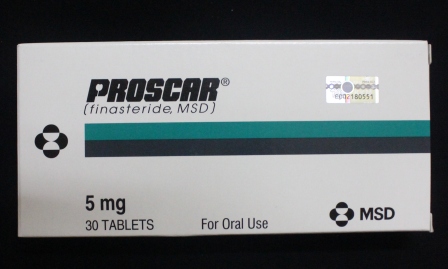 PROSCAR®
(finasteride, MSD)
5 mg
30 TABLETS
For Oral Use
MSD